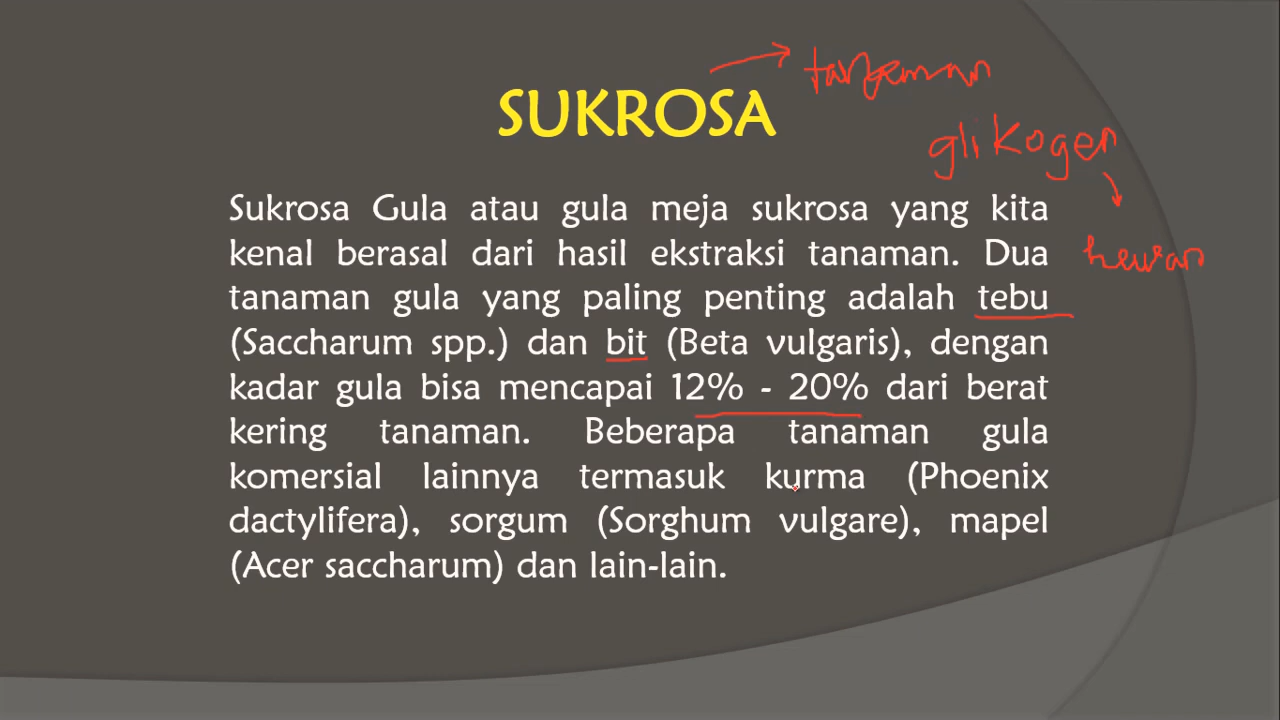 tanaman
SUKROSA
glikogen
hewan
Sukrosa Gula atau gula meja sukrosa yang kita
kenal berasal dari hasil ekstraksi tanaman. Dua
tanaman gula yang paling penting adalah tebu
(Saccharum spp.) dan bit (Beta vulgaris), dengan
kadar gula bisa mencapai 12% - 20% dari berat
kering tanaman. Beberapa tanaman gula
komersial lainnya termasuk kurma (Phoenix
dactylifera), sorgum (Sorghum vulgare), mapel
(Acer saccharum) dan lain-lain.